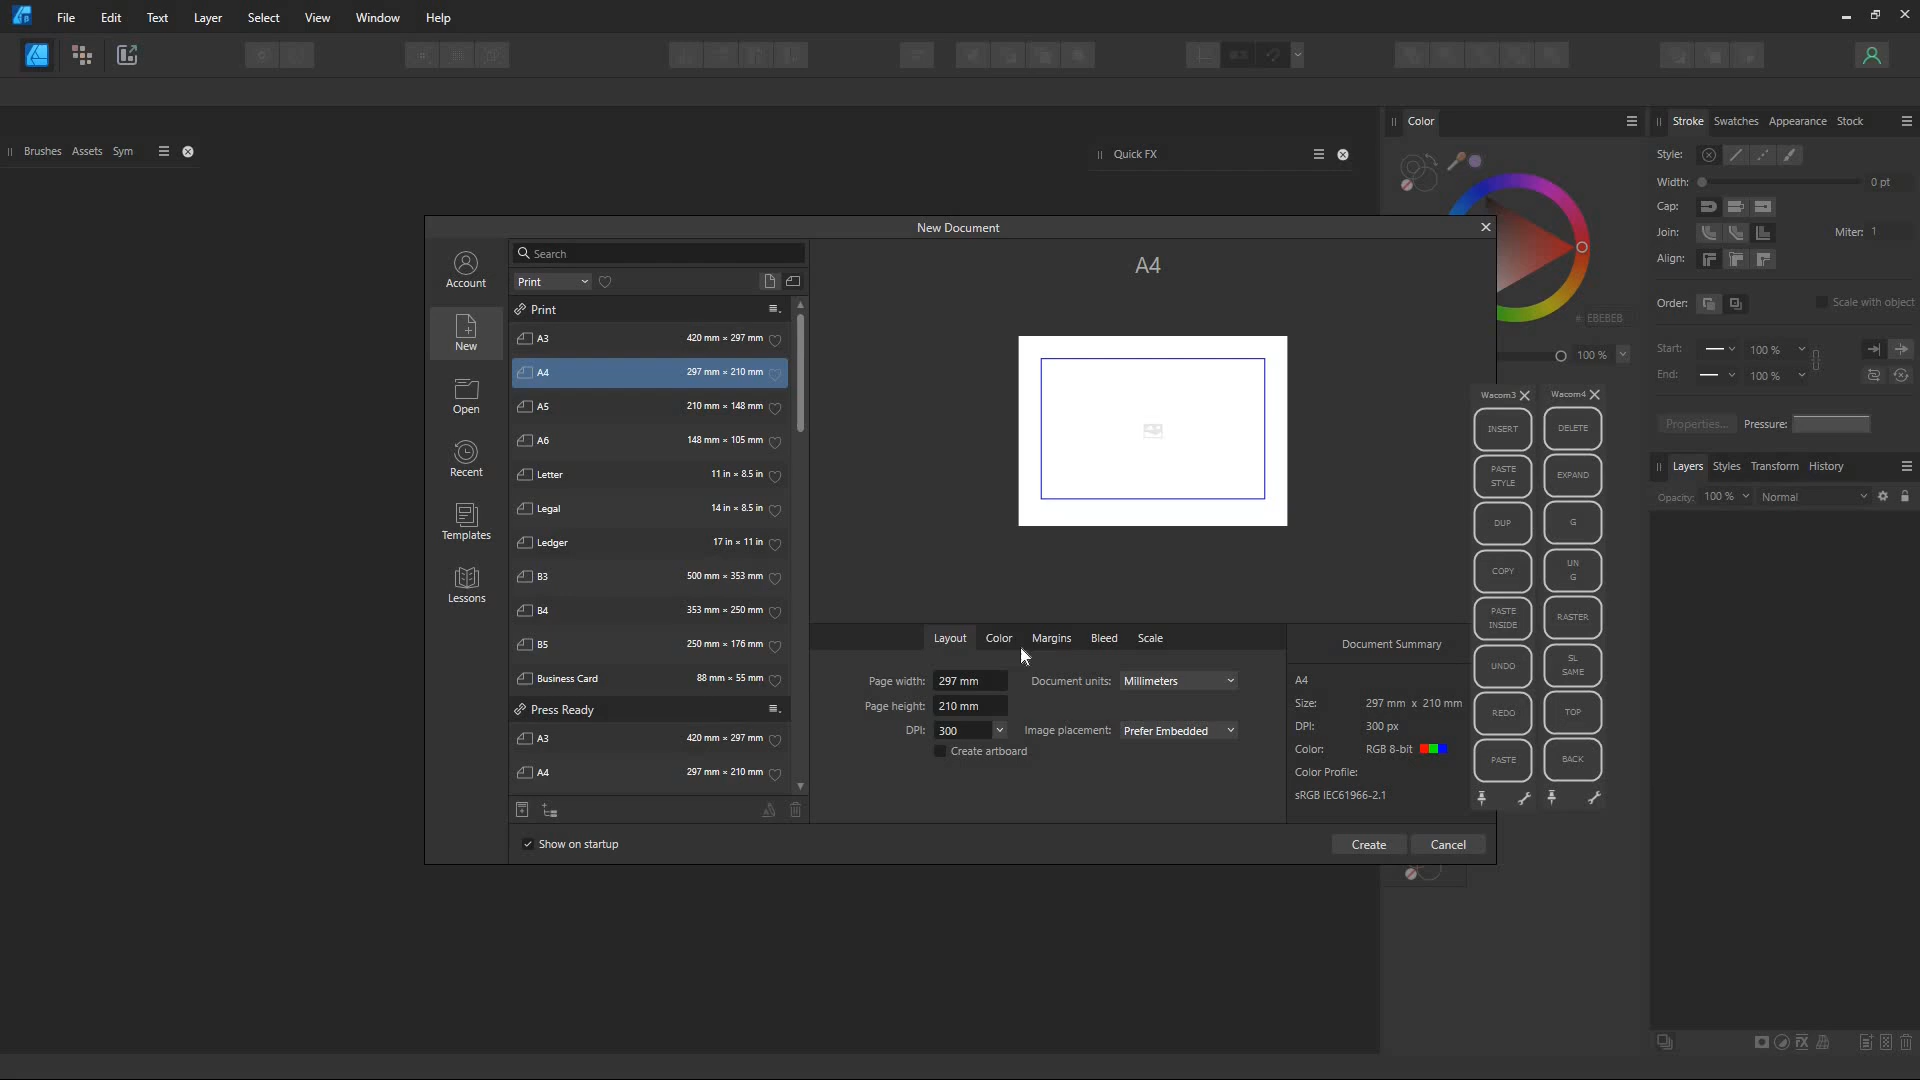 File Edit Text Layer Select View Window Help
Brushes Assets Sym
Quick FX
Color
Stroke Swatches Appearance Stock
Style:
Width: 0 pt
Cap:
Join: Miter: 1
Align:
Order: Scale with object
# EBEBEB
100 %
Start: 100 %
End: 100 %
Properties... Pressure:
Layers Styles Transform History
Opacity: 100 % Normal
New Document
Account
New
Open
Recent
Templates
Lessons
Search
Print
Print
A3 420 mm × 297 mm
A4 297 mm × 210 mm
A5 210 mm × 148 mm
A6 148 mm × 105 mm
Letter 11 in × 8.5 in
Legal 14 in × 8.5 in
Ledger 17 in × 11 in
B3 500 mm × 353 mm
B4 353 mm × 250 mm
B5 250 mm × 176 mm
Business Card 88 mm × 55 mm
Press Ready
A3 420 mm × 297 mm
A4 297 mm × 210 mm
A4
Layout Color Margins Bleed Scale
Page width: 297 mm Document units: Millimeters
Page height: 210 mm
DPI: 300 Image placement: Prefer Embedded
Create artboard
Document Summary
A4
Size: 297 mm x 210 mm
DPI: 300 px
Color: RGB 8-bit
Color Profile:
sRGB IEC61966-2.1
Show on startup
Create Cancel
Wacom3
INSERT
PASTE
STYLE
DUP
COPY
PASTE
INSIDE
UNDO
REDO
PASTE
Wacom4
DELETE
EXPAND
G
UN
G
RASTER
SL
SAME
TOP
BACK